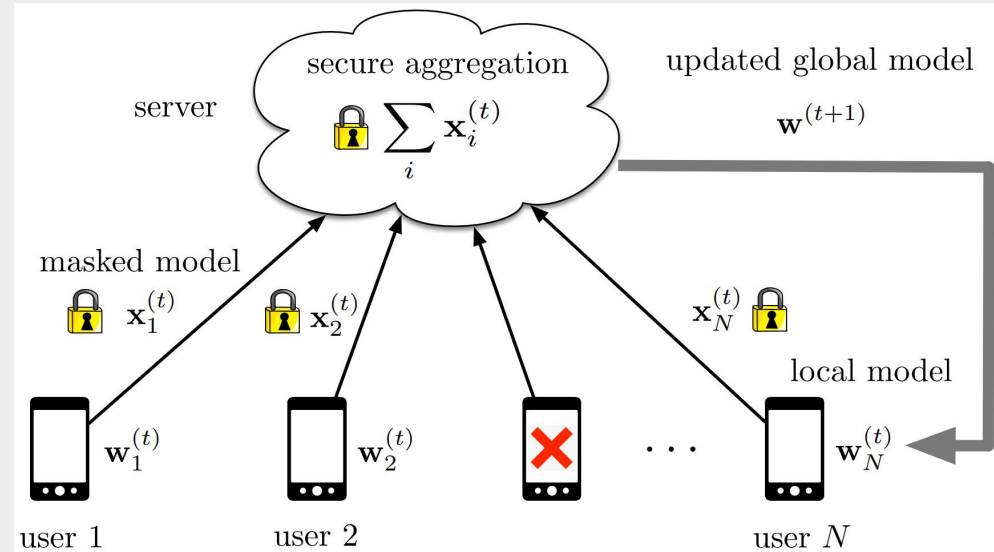 secure aggregation
updated global model
server
∑_i x_i^(t)
w^(t+1)
masked model
x_1^(t)
x_2^(t)
x_N^(t)
local model
w_1^(t)
w_2^(t)
. . .
w_N^(t)
user 1
user 2
user N